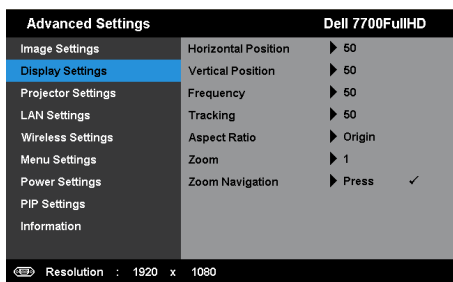 Advanced Settings Dell 7700FullHD
Image Settings Horizontal Position 50
Display Settings Vertical Position 50
Projector Settings Frequency 50
LAN Settings Tracking 50
Wireless Settings Aspect Ratio Origin
Menu Settings Zoom 1
Power Settings Zoom Navigation Press ✓
PIP Settings
Information
Resolution : 1920 x 1080